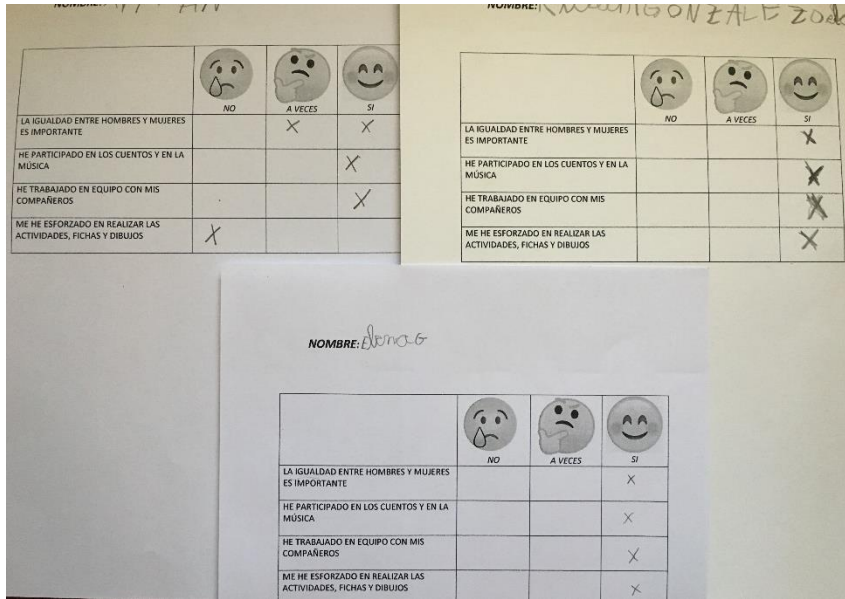 NOMBRE:
NO A VECES SI
LA IGUALDAD ENTRE HOMBRES Y MUJERES
ES IMPORTANTE X X
HE PARTICIPADO EN LOS CUENTOS Y EN LA
MÚSICA X
HE TRABAJADO EN EQUIPO CON MIS
COMPAÑEROS X
ME HE ESFORZADO EN REALIZAR LAS
ACTIVIDADES, FICHAS Y DIBUJOS X
NOMBRE: GONZALEZ
NO A VECES SI
LA IGUALDAD ENTRE HOMBRES Y MUJERES
ES IMPORTANTE X
HE PARTICIPADO EN LOS CUENTOS Y EN LA
MÚSICA X
HE TRABAJADO EN EQUIPO CON MIS
COMPAÑEROS X
ME HE ESFORZADO EN REALIZAR LAS
ACTIVIDADES, FICHAS Y DIBUJOS X
NOMBRE: Elena G
NO A VECES SI
LA IGUALDAD ENTRE HOMBRES Y MUJERES
ES IMPORTANTE X
HE PARTICIPADO EN LOS CUENTOS Y EN LA
MÚSICA X
HE TRABAJADO EN EQUIPO CON MIS
COMPAÑEROS X
ME HE ESFORZADO EN REALIZAR LAS
ACTIVIDADES, FICHAS Y DIBUJOS X